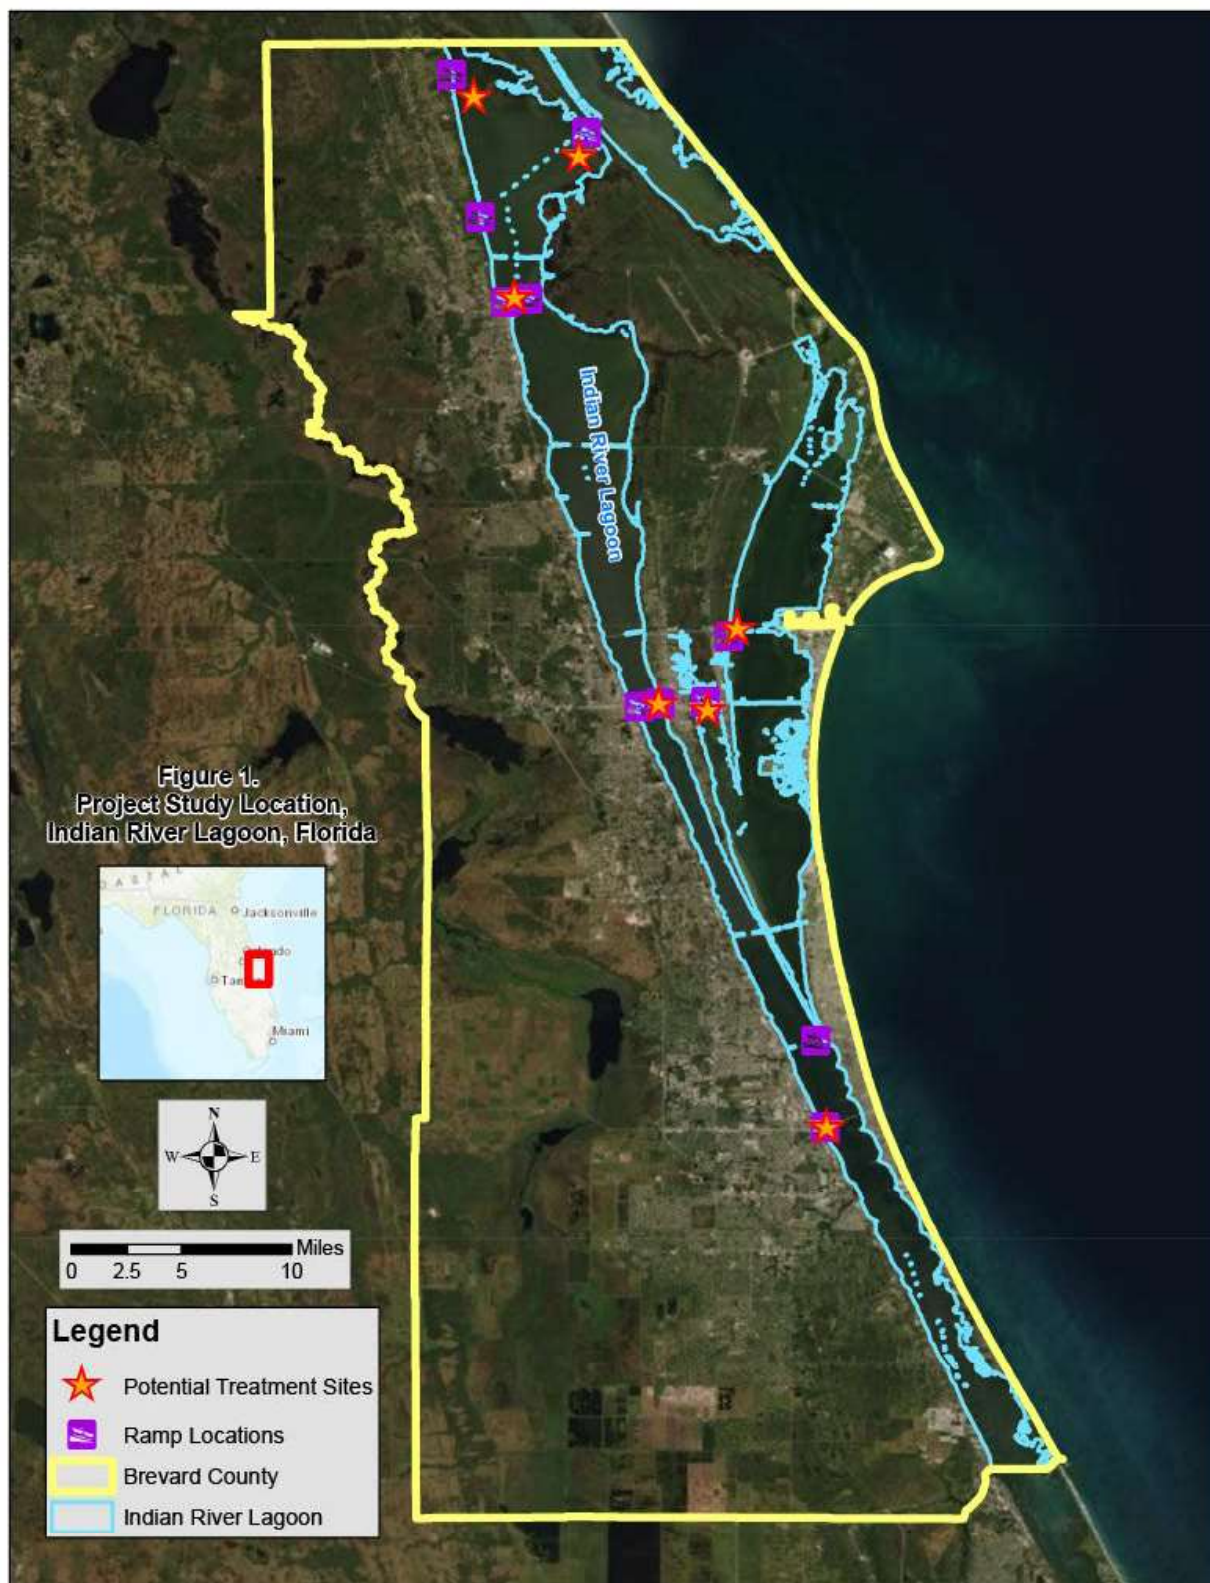 Indian River Lagoon
Figure 1.
Project Study Location,
Indian River Lagoon, Florida
FLORIDA
Jacksonville
Miami
N
W
E
S
Miles
0 2.5 5 10
Legend
Potential Treatment Sites
Ramp Locations
Brevard County
Indian River Lagoon